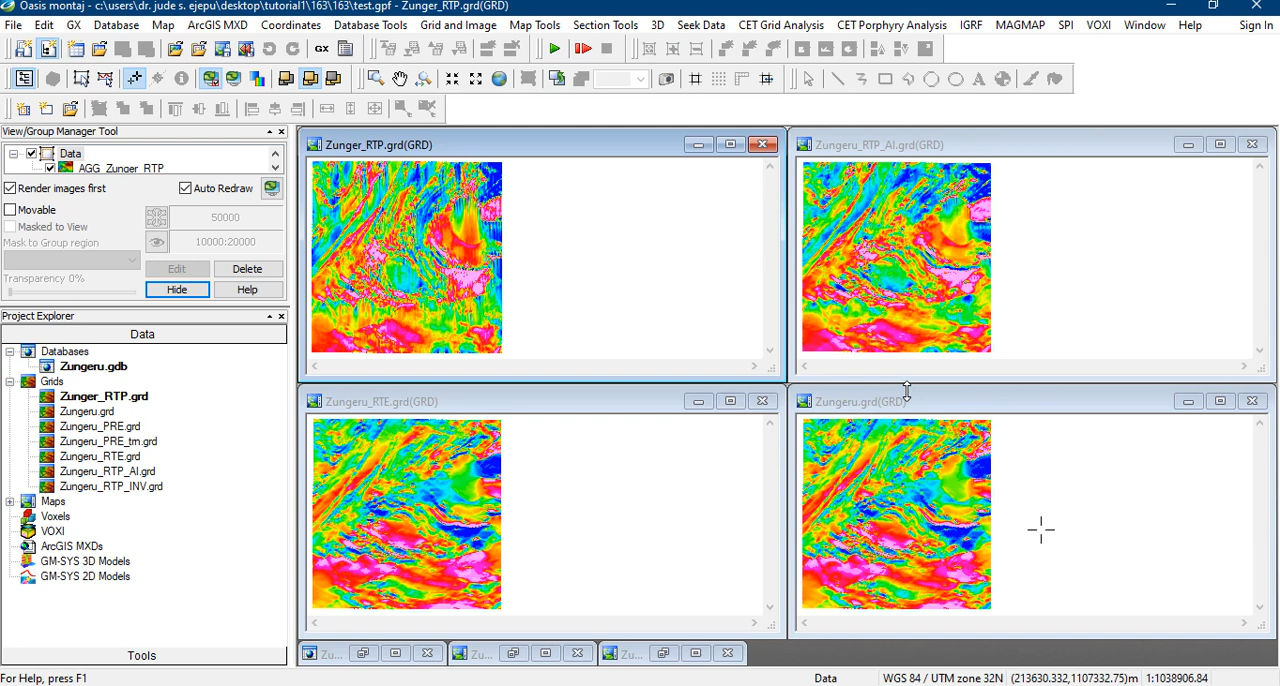 Oasis montaj - c:\users\dr. jude s. ejepu\desktop\tutorial1\163\163\test.gpf - Zunger_RTP.grd(GRD)
File Edit GX Database Map ArcGIS MXD Coordinates Database Tools Grid and Image Map Tools Section Tools 3D Seek Data CET Grid Analysis CET Porphyry Analysis IGRF MAGMAP SPI VOXI Window Help Sign In
GX
View/Group Manager Tool
Data
AGG_Zunger_RTP
Render images first Auto Redraw
Movable 50000
Masked to View
Mask to Group region 10000:20000
Edit Delete
Transparency 0%
Hide Help
Project Explorer
Data
Databases
Zungeru.gdb
Grids
Zunger_RTP.grd
Zungeru.grd
Zungeru_PRE.grd
Zungeru_PRE_tm.grd
Zungeru_RTE.grd
Zungeru_RTP_AI.grd
Zungeru_RTP_INV.grd
Maps
Voxels
VOXI
ArcGIS MXDs
GM-SYS 3D Models
GM-SYS 2D Models
Tools
Zunger_RTP.grd(GRD)
Zungeru_RTP_AI.grd(GRD)
Zungeru_RTE.grd(GRD)
Zungeru.grd(GRD)
Zu... Zu... Zu...
For Help, press F1 Data WGS 84 / UTM zone 32N (213630.332,1107332.75)m 1:1038906.84